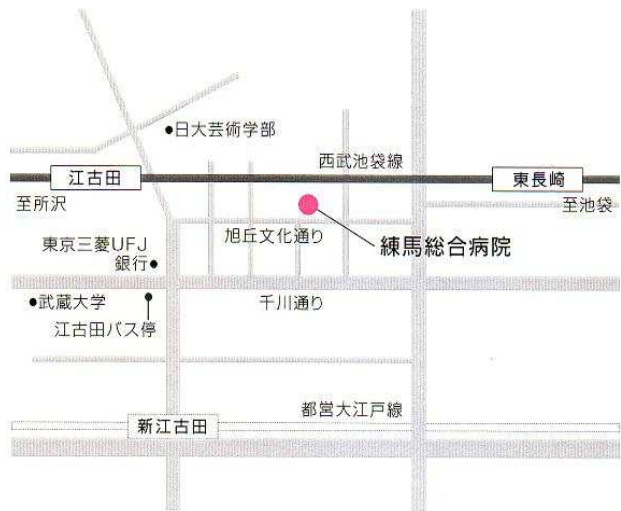 ●日大芸術学部
西武池袋線
江古田
東長崎
至所沢
至池袋
旭丘文化通り
練馬総合病院
東京三菱UFJ
銀行●
●武蔵大学
千川通り
江古田バス停
都営大江戸線
新江古田